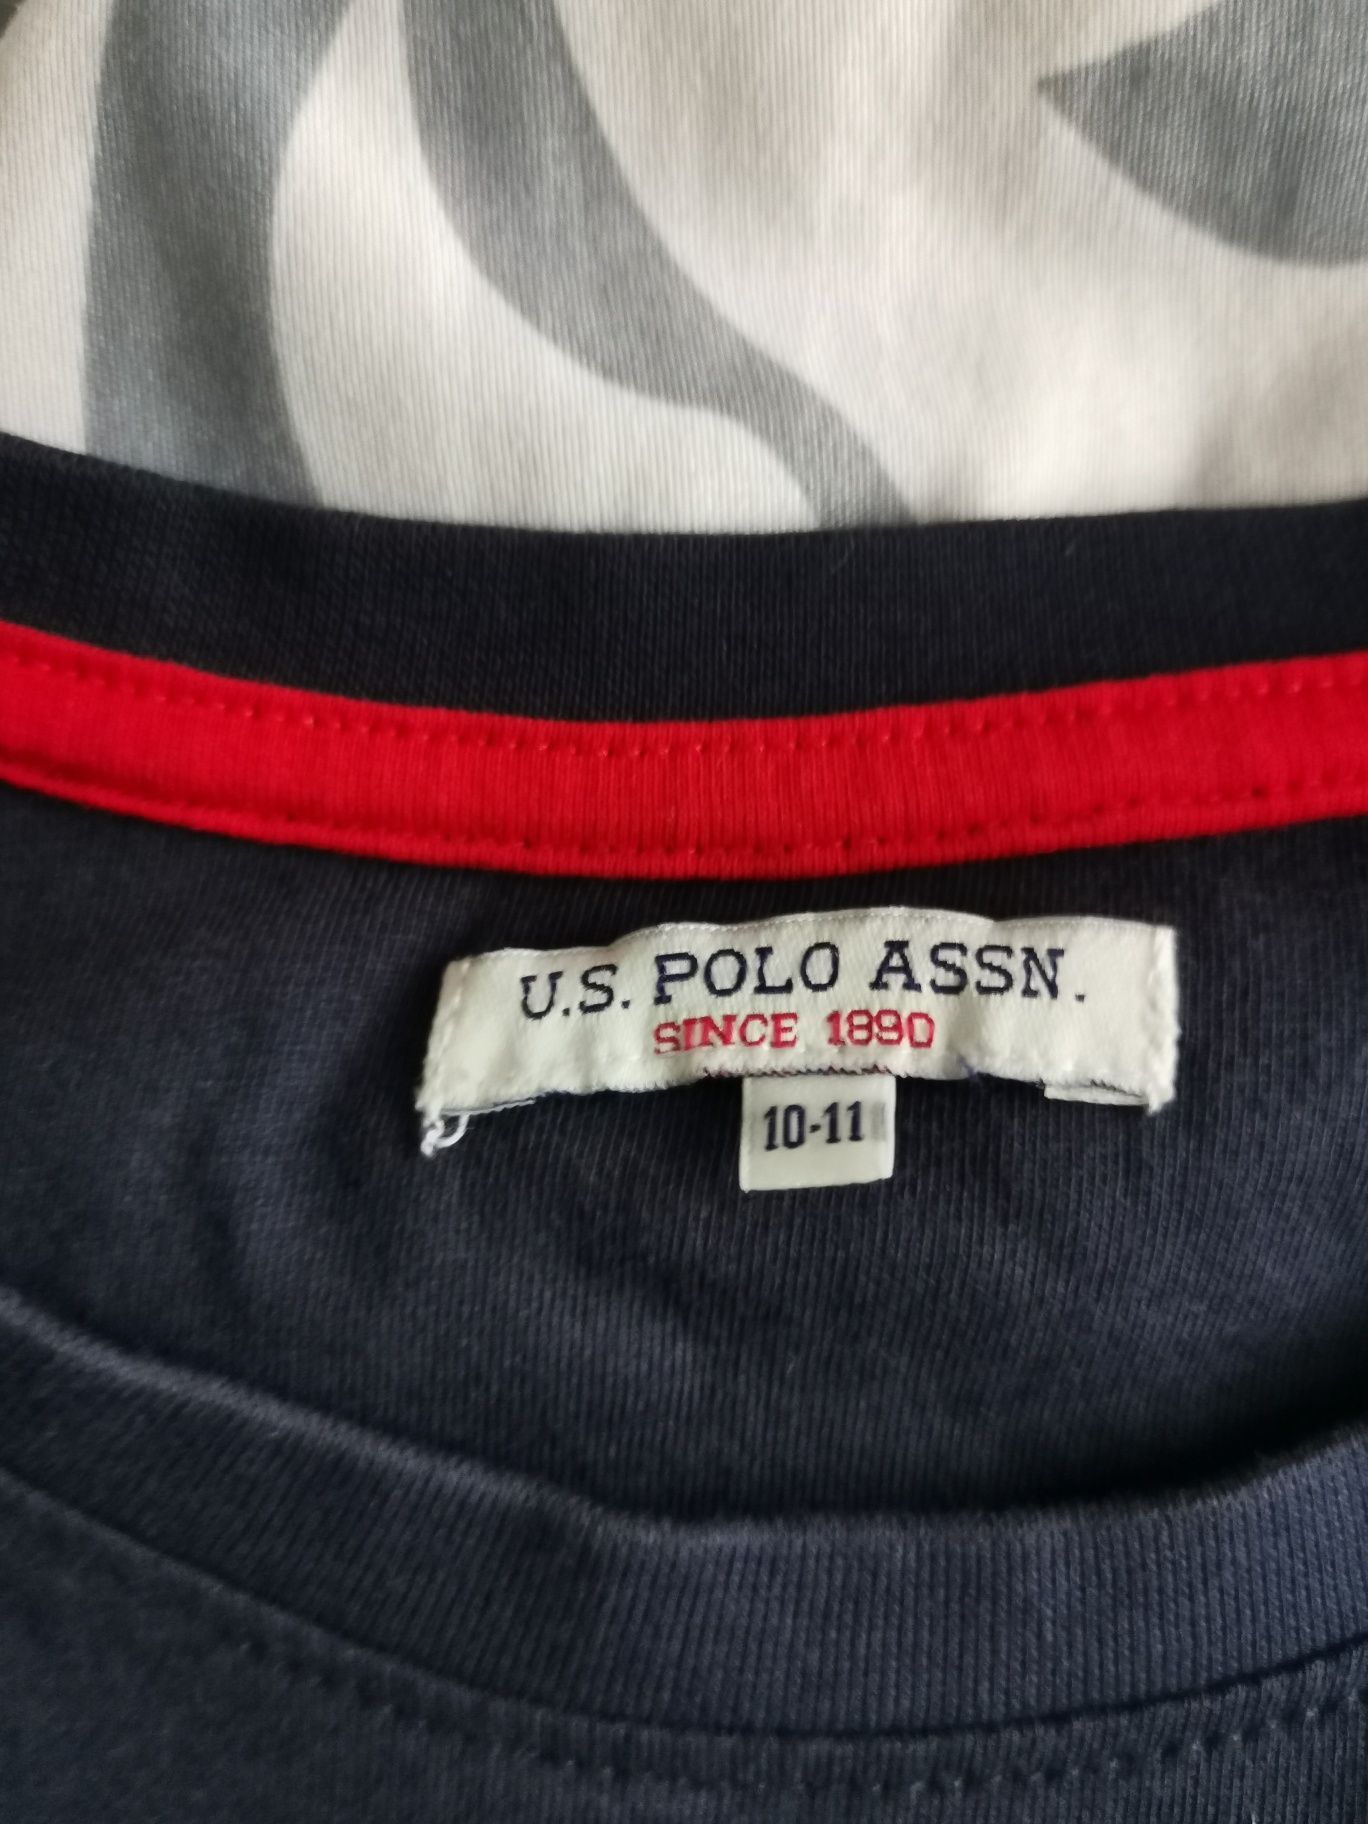 U.S. POLO ASSN.
SINCE 1890
10-11